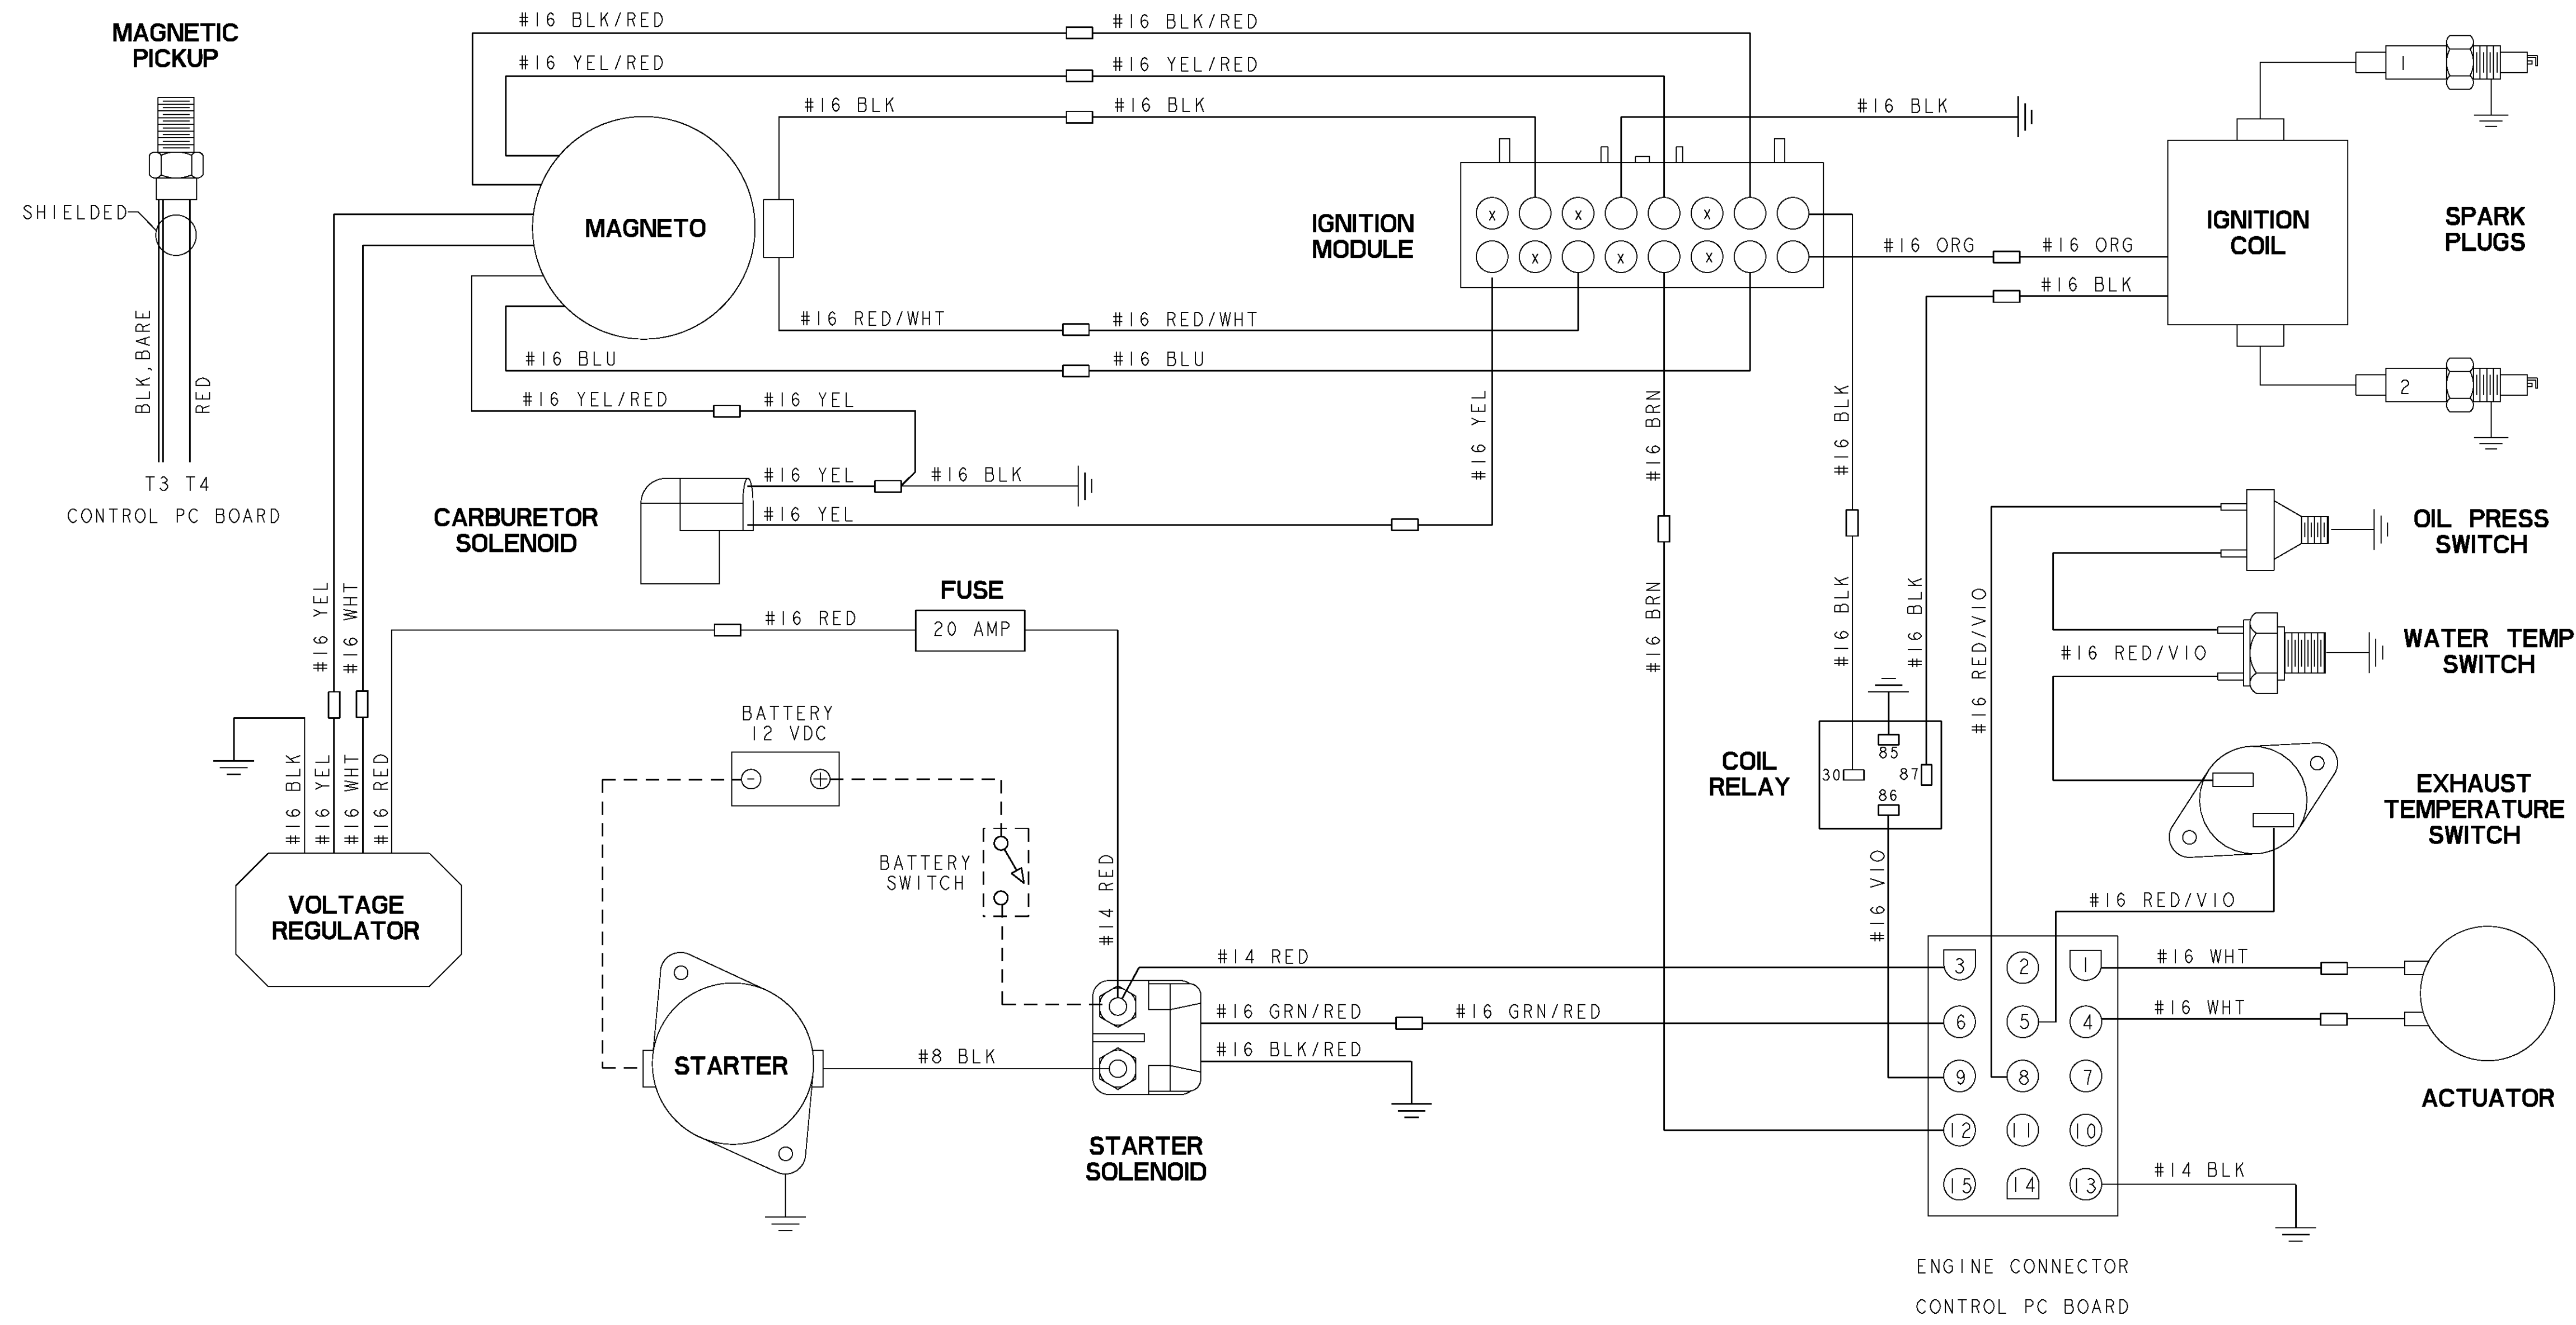 MAGNETIC
PICKUP
SHIELDED
BLK,BARE
RED
T3 T4
CONTROL PC BOARD
#16 BLK/RED
#16 BLK/RED
#16 YEL/RED
#16 YEL/RED
#16 BLK
#16 BLK
#16 BLK
MAGNETO
IGNITION
MODULE
X
X
X
X
X
X
#16 RED/WHT
#16 RED/WHT
#16 BLU
#16 BLU
#16 YEL/RED
#16 YEL
#16 YEL
#16 BLK
#16 YEL
CARBURETOR
SOLENOID
#16 YEL
#16 BRN
#16 BLK
#16 BRN
#16 BLK
#16 BLK
#16 ORG
#16 ORG
#16 BLK
IGNITION
COIL
SPARK
PLUGS
1
2
#16 RED/VIO
OIL PRESS
SWITCH
#16 RED/VIO
WATER TEMP
SWITCH
EXHAUST
TEMPERATURE
SWITCH
#16 RED/VIO
#16 YEL
#16 WHT
#16 RED
FUSE
20 AMP
#16 BLK
#16 YEL
#16 WHT
#16 RED
VOLTAGE
REGULATOR
BATTERY
12 VDC
-
+
BATTERY
SWITCH
#14 RED
COIL
RELAY
85
30
87
86
#16 VIO
STARTER
#8 BLK
STARTER
SOLENOID
#14 RED
#16 GRN/RED
#16 GRN/RED
#16 BLK/RED
3 2 1
6 5 4
9 8 7
12 11 10
15 14 13
#16 WHT
#16 WHT
ACTUATOR
#14 BLK
ENGINE CONNECTOR
CONTROL PC BOARD